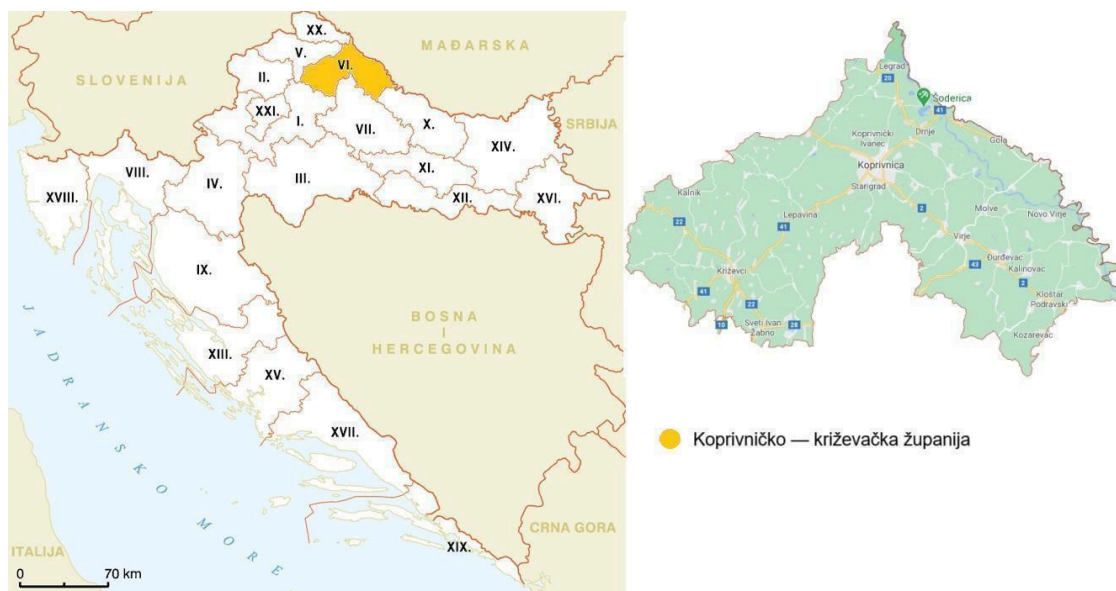 XX.
MAĐARSKA
V.
SLOVENIJA
VI.
II.
XXI.
I.
VII.
X.
SRBIJA
XIV.
VIII.
XVIII.
IV.
III.
XI.
XII.
XVI.
IX.
BOSNA
I
HERCEGOVINA
XIII.
XV.
XVII.
JADRANSKO MORE
CRNA GORA
XIX.
ITALIJA
0 70 km
Legrad
20
Šoderica
41
Koprivnički
Ivanec
Drnje
Gola
Koprivnica
Starigrad
Kalnik
Lepavina
2
Molve
Novo Virje
22
41
Virje
Križevci
43
Đurđevac
Kalinovac
2
41
22
Kloštar
Podravski
10
Sveti Ivan
Žabno
28
Kozarevac
Koprivničko — križevačka županija